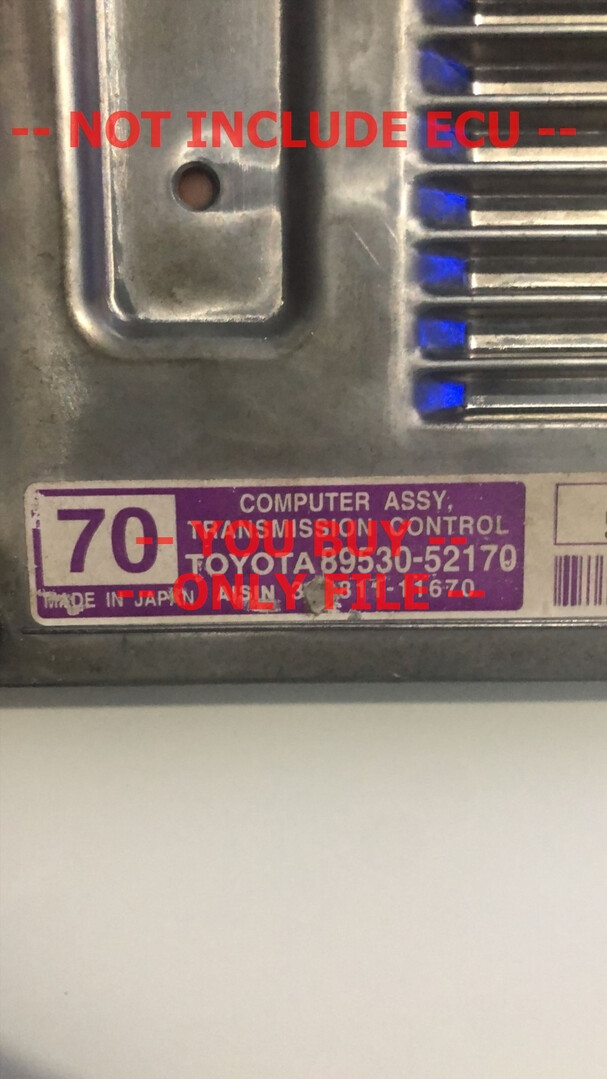 -- NOT INCLUDE ECU --
70
COMPUTER ASSY,
TRANSMISSION CONTROL
-- YOU BUY --
TOYOTA 89530-52170
-- ONLY FILE --
MADE IN JAPAN AISIN